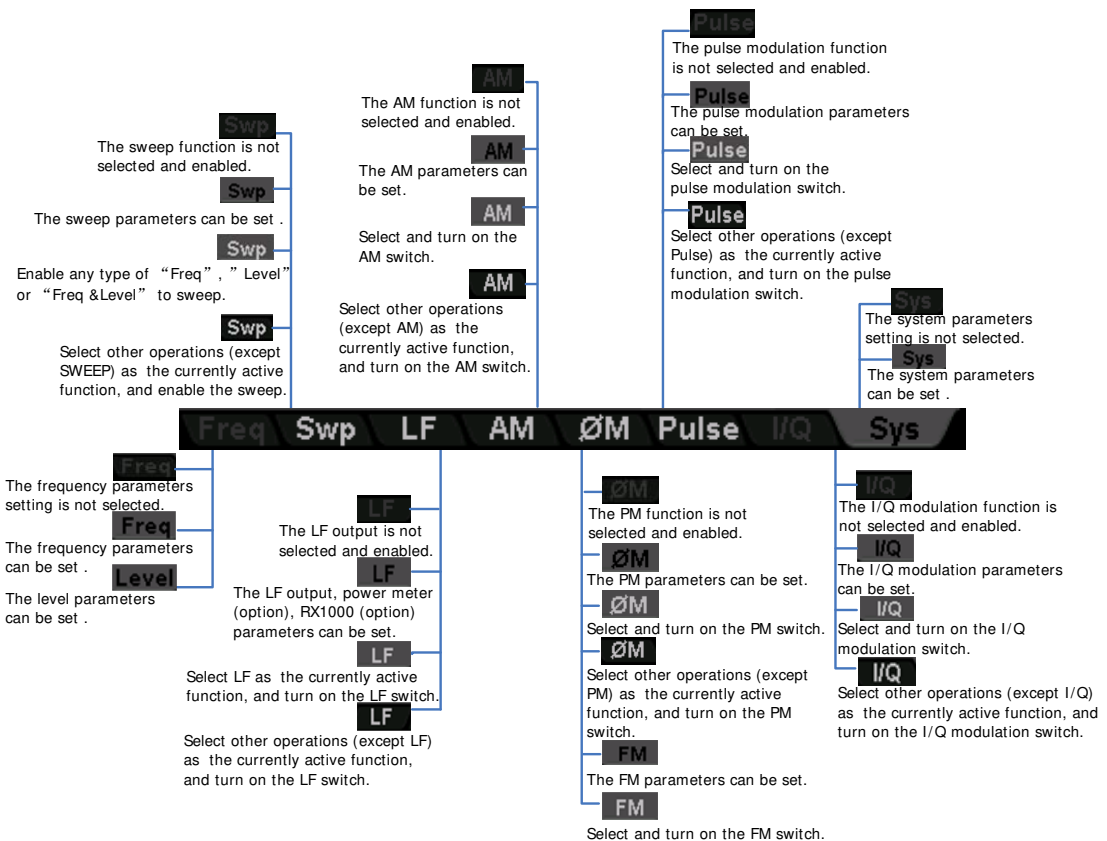 Pulse
The pulse modulation function
is not selected and enabled.
Pulse
The pulse modulation parameters
can be set.
Pulse
Select and turn on the
pulse modulation switch.
Pulse
Select other operations (except
Pulse) as the currently active
function, and turn on the pulse
modulation switch.
AM
The AM function is not
selected and enabled.
AM
The AM parameters can
be set.
AM
Select and turn on the
AM switch.
AM
Select other operations
(except AM) as the
currently active function,
and turn on the AM switch.
Swp
The sweep function is not
selected and enabled.
Swp
The sweep parameters can be set .
Swp
Enable any type of “Freq”, ” Level”
or “Freq &Level” to sweep.
Swp
Select other operations (except
SWEEP) as the currently active
function, and enable the sweep.
Sys
The system parameters
setting is not selected.
Sys
The system parameters
can be set .
Freq Swp LF AM ØM Pulse I/Q Sys
Freq
The frequency parameters
setting is not selected.
Freq
The frequency parameters
can be set .
Level
The level parameters
can be set .
LF
The LF output is not
selected and enabled.
LF
The LF output, power meter
(option), RX1000 (option)
parameters can be set.
LF
Select LF as the currently active
function, and turn on the LF switch.
LF
Select other operations (except LF)
as the currently active function,
and turn on the LF switch.
ØM
The PM function is not
selected and enabled.
ØM
The PM parameters can be set.
ØM
Select and turn on the PM switch.
ØM
Select other operations (except
PM) as the currently active
function, and turn on the PM
switch.
FM
The FM parameters can be set.
FM
Select and turn on the FM switch.
I/Q
The I/Q modulation function is
not selected and enabled.
I/Q
The I/Q modulation parameters
can be set.
I/Q
Select and turn on the I/Q
modulation switch.
I/Q
Select other operations (except I/Q)
as the currently active function, and
turn on the I/Q modulation switch.